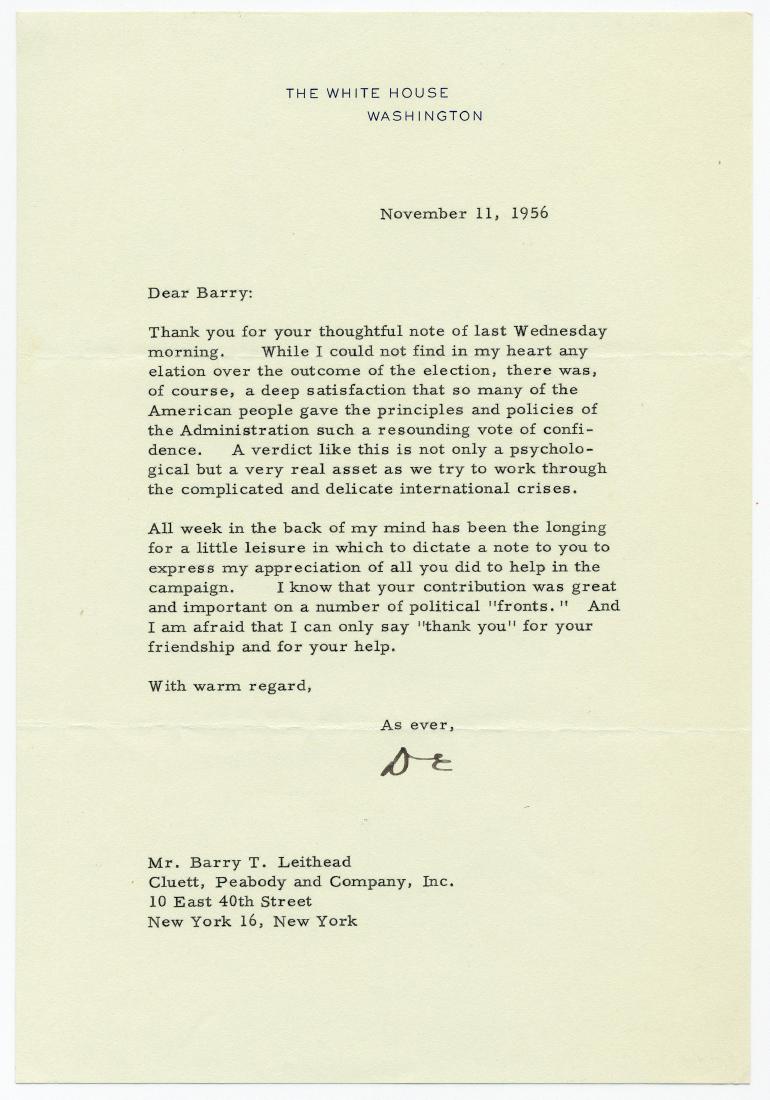 THE WHITE HOUSE
WASHINGTON
November 11, 1956
Dear Barry:
Thank you for your thoughtful note of last Wednesday
morning. While I could not find in my heart any
elation over the outcome of the election, there was,
of course, a deep satisfaction that so many of the
American people gave the principles and policies of
the Administration such a resounding vote of confi-
dence. A verdict like this is not only a psycholo-
gical but a very real asset as we try to work through
the complicated and delicate international crises.
All week in the back of my mind has been the longing
for a little leisure in which to dictate a note to you to
express my appreciation of all you did to help in the
campaign. I know that your contribution was great
and important on a number of political "fronts." And
I am afraid that I can only say "thank you" for your
friendship and for your help.
With warm regard,
As ever,
DE
Mr. Barry T. Leithead
Cluett, Peabody and Company, Inc.
10 East 40th Street
New York 16, New York